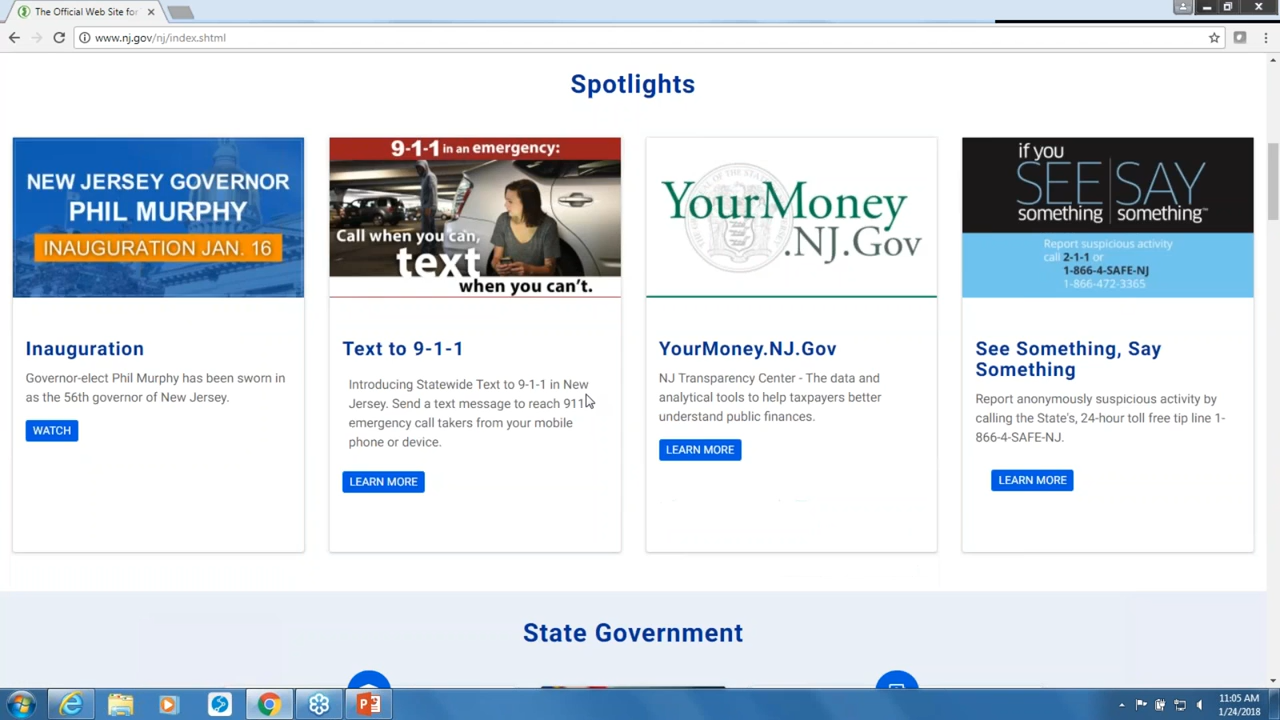 The Official Web Site for
www.nj.gov/nj/index.shtml
Spotlights
NEW JERSEY GOVERNOR
PHIL MURPHY
INAUGURATION JAN. 16
Inauguration
Governor-elect Phil Murphy has been sworn in
as the 56th governor of New Jersey.
WATCH
9-1-1 in an emergency:
Call when you can,
text
when you can't.
Text to 9-1-1
Introducing Statewide Text to 9-1-1 in New
Jersey. Send a text message to reach 911
emergency call takers from your mobile
phone or device.
LEARN MORE
YourMoney
.NJ.Gov
YourMoney.NJ.Gov
NJ Transparency Center - The data and
analytical tools to help taxpayers better
understand public finances.
LEARN MORE
if you
SEE SAY
something something™
Report suspicious activity
call 2-1-1 or
1-866-4-SAFE-NJ
1-866-472-3365
See Something, Say
Something
Report anonymously suspicious activity by
calling the State's, 24-hour toll free tip line 1-
866-4-SAFE-NJ.
LEARN MORE
State Government
11:05 AM
1/24/2018